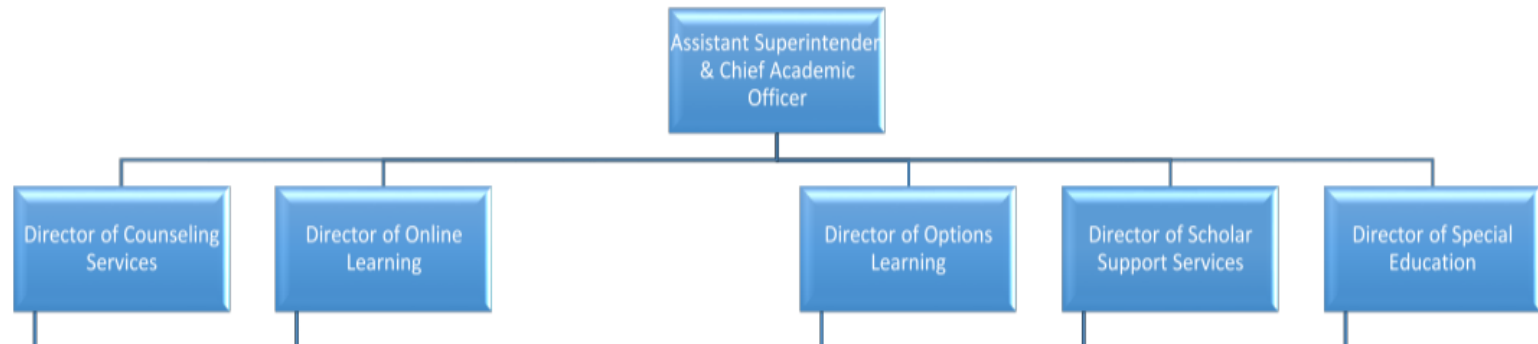 Assistant Superintender
& Chief Academic
Officer
Director of Counseling
Services
Director of Online
Learning
Director of Options
Learning
Director of Scholar
Support Services
Director of Special
Education